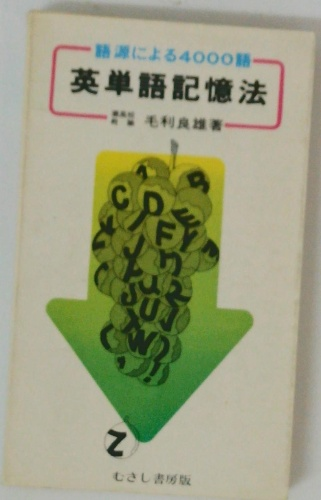 語源による4000語
英単語記憶法
毛利良雄著
むさし書房版